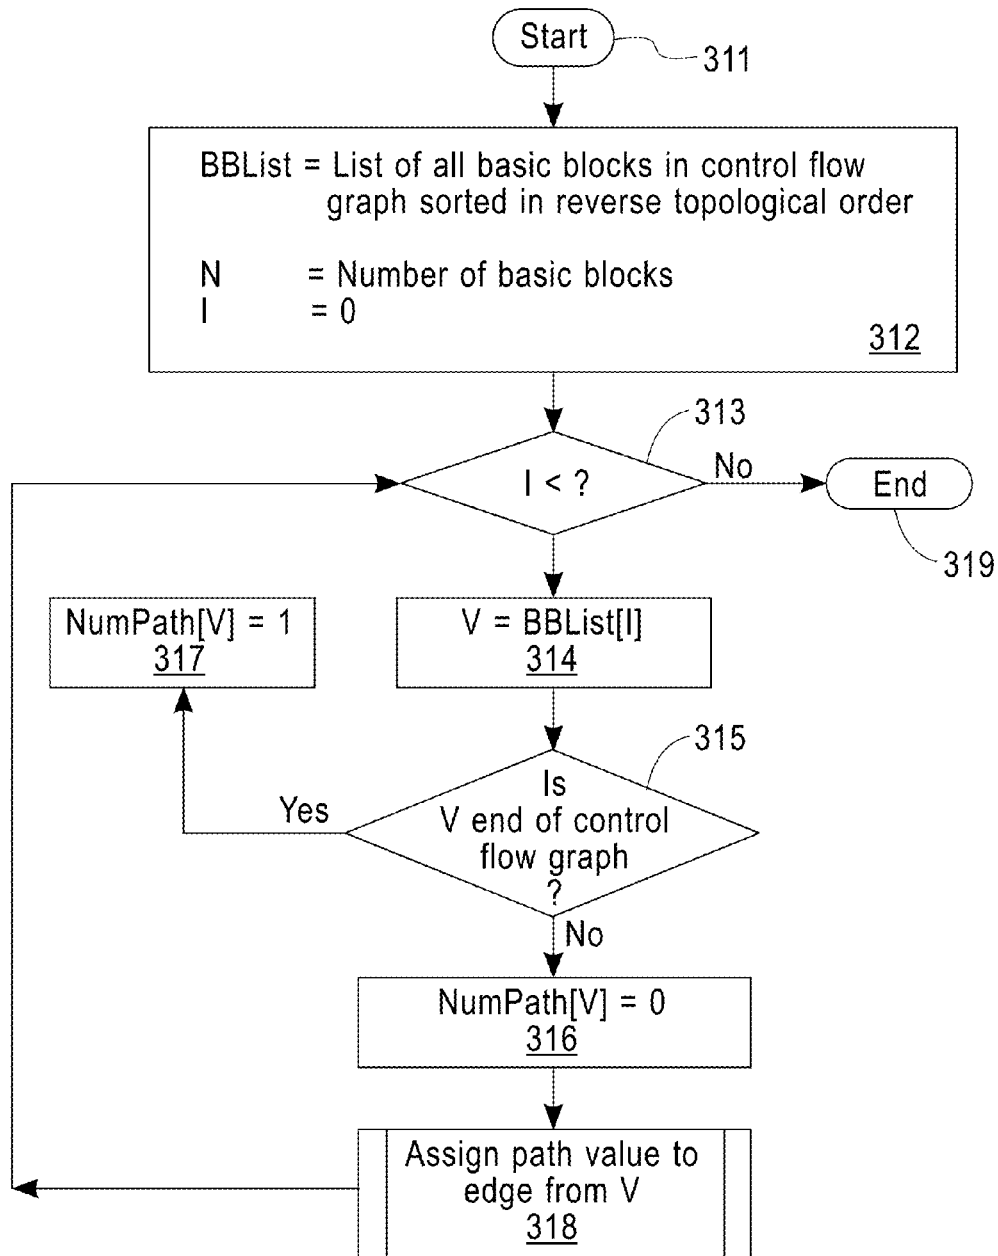 Start
311
BBList = List of all basic blocks in control flow
graph sorted in reverse topological order
N = Number of basic blocks
I = 0
312
313
I < ?
No
End
319
NumPath[V] = 1
317
V = BBList[I]
314
315
Is
V end of control
flow graph
?
Yes
No
NumPath[V] = 0
316
Assign path value to
edge from V
318